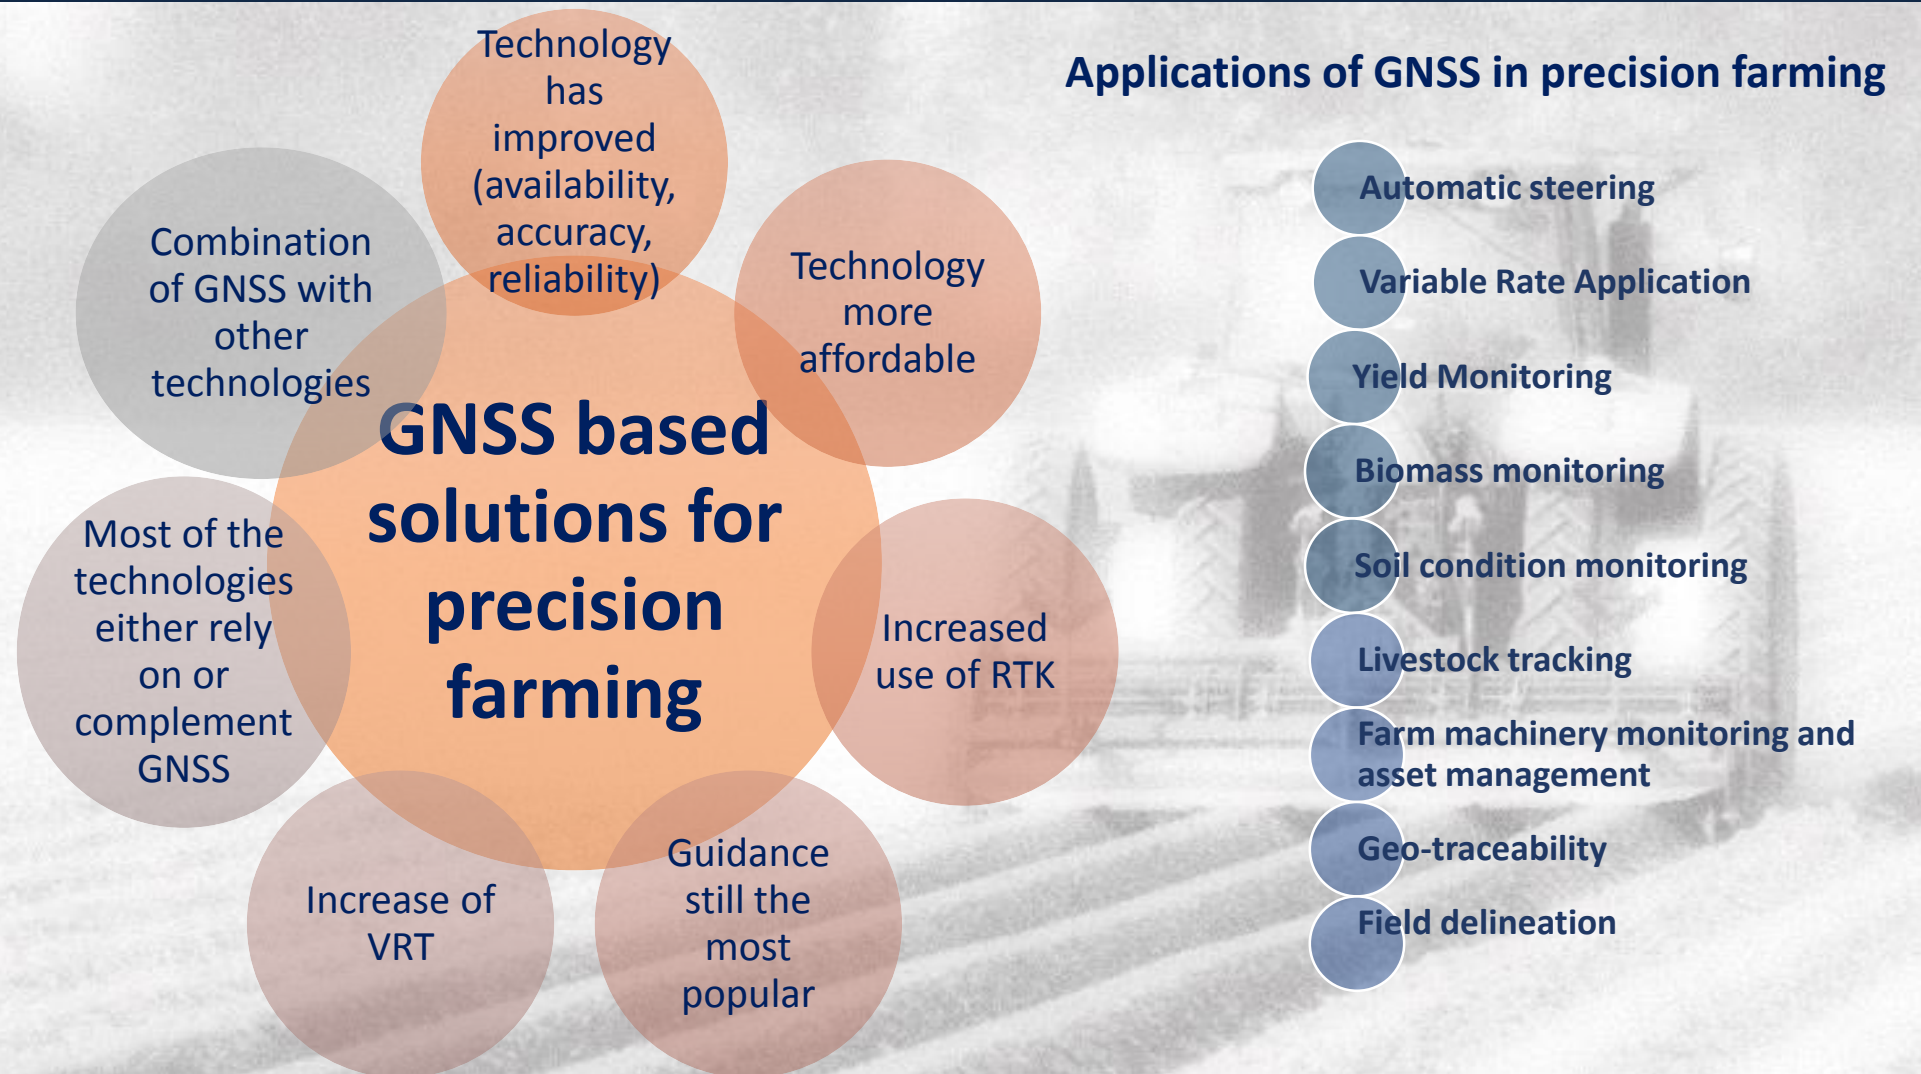 Technology
has
improved
(availability,
accuracy,
reliability)
Technology
more
affordable
Increased
use of RTK
Guidance
still the
most
popular
Increase of
VRT
Most of the
technologies
either rely
on or
complement
GNSS
Combination
of GNSS with
other
technologies
GNSS based
solutions for
precision
farming
Applications of GNSS in precision farming
Automatic steering
Variable Rate Application
Yield Monitoring
Biomass monitoring
Soil condition monitoring
Livestock tracking
Farm machinery monitoring and
asset management
Geo-traceability
Field delineation